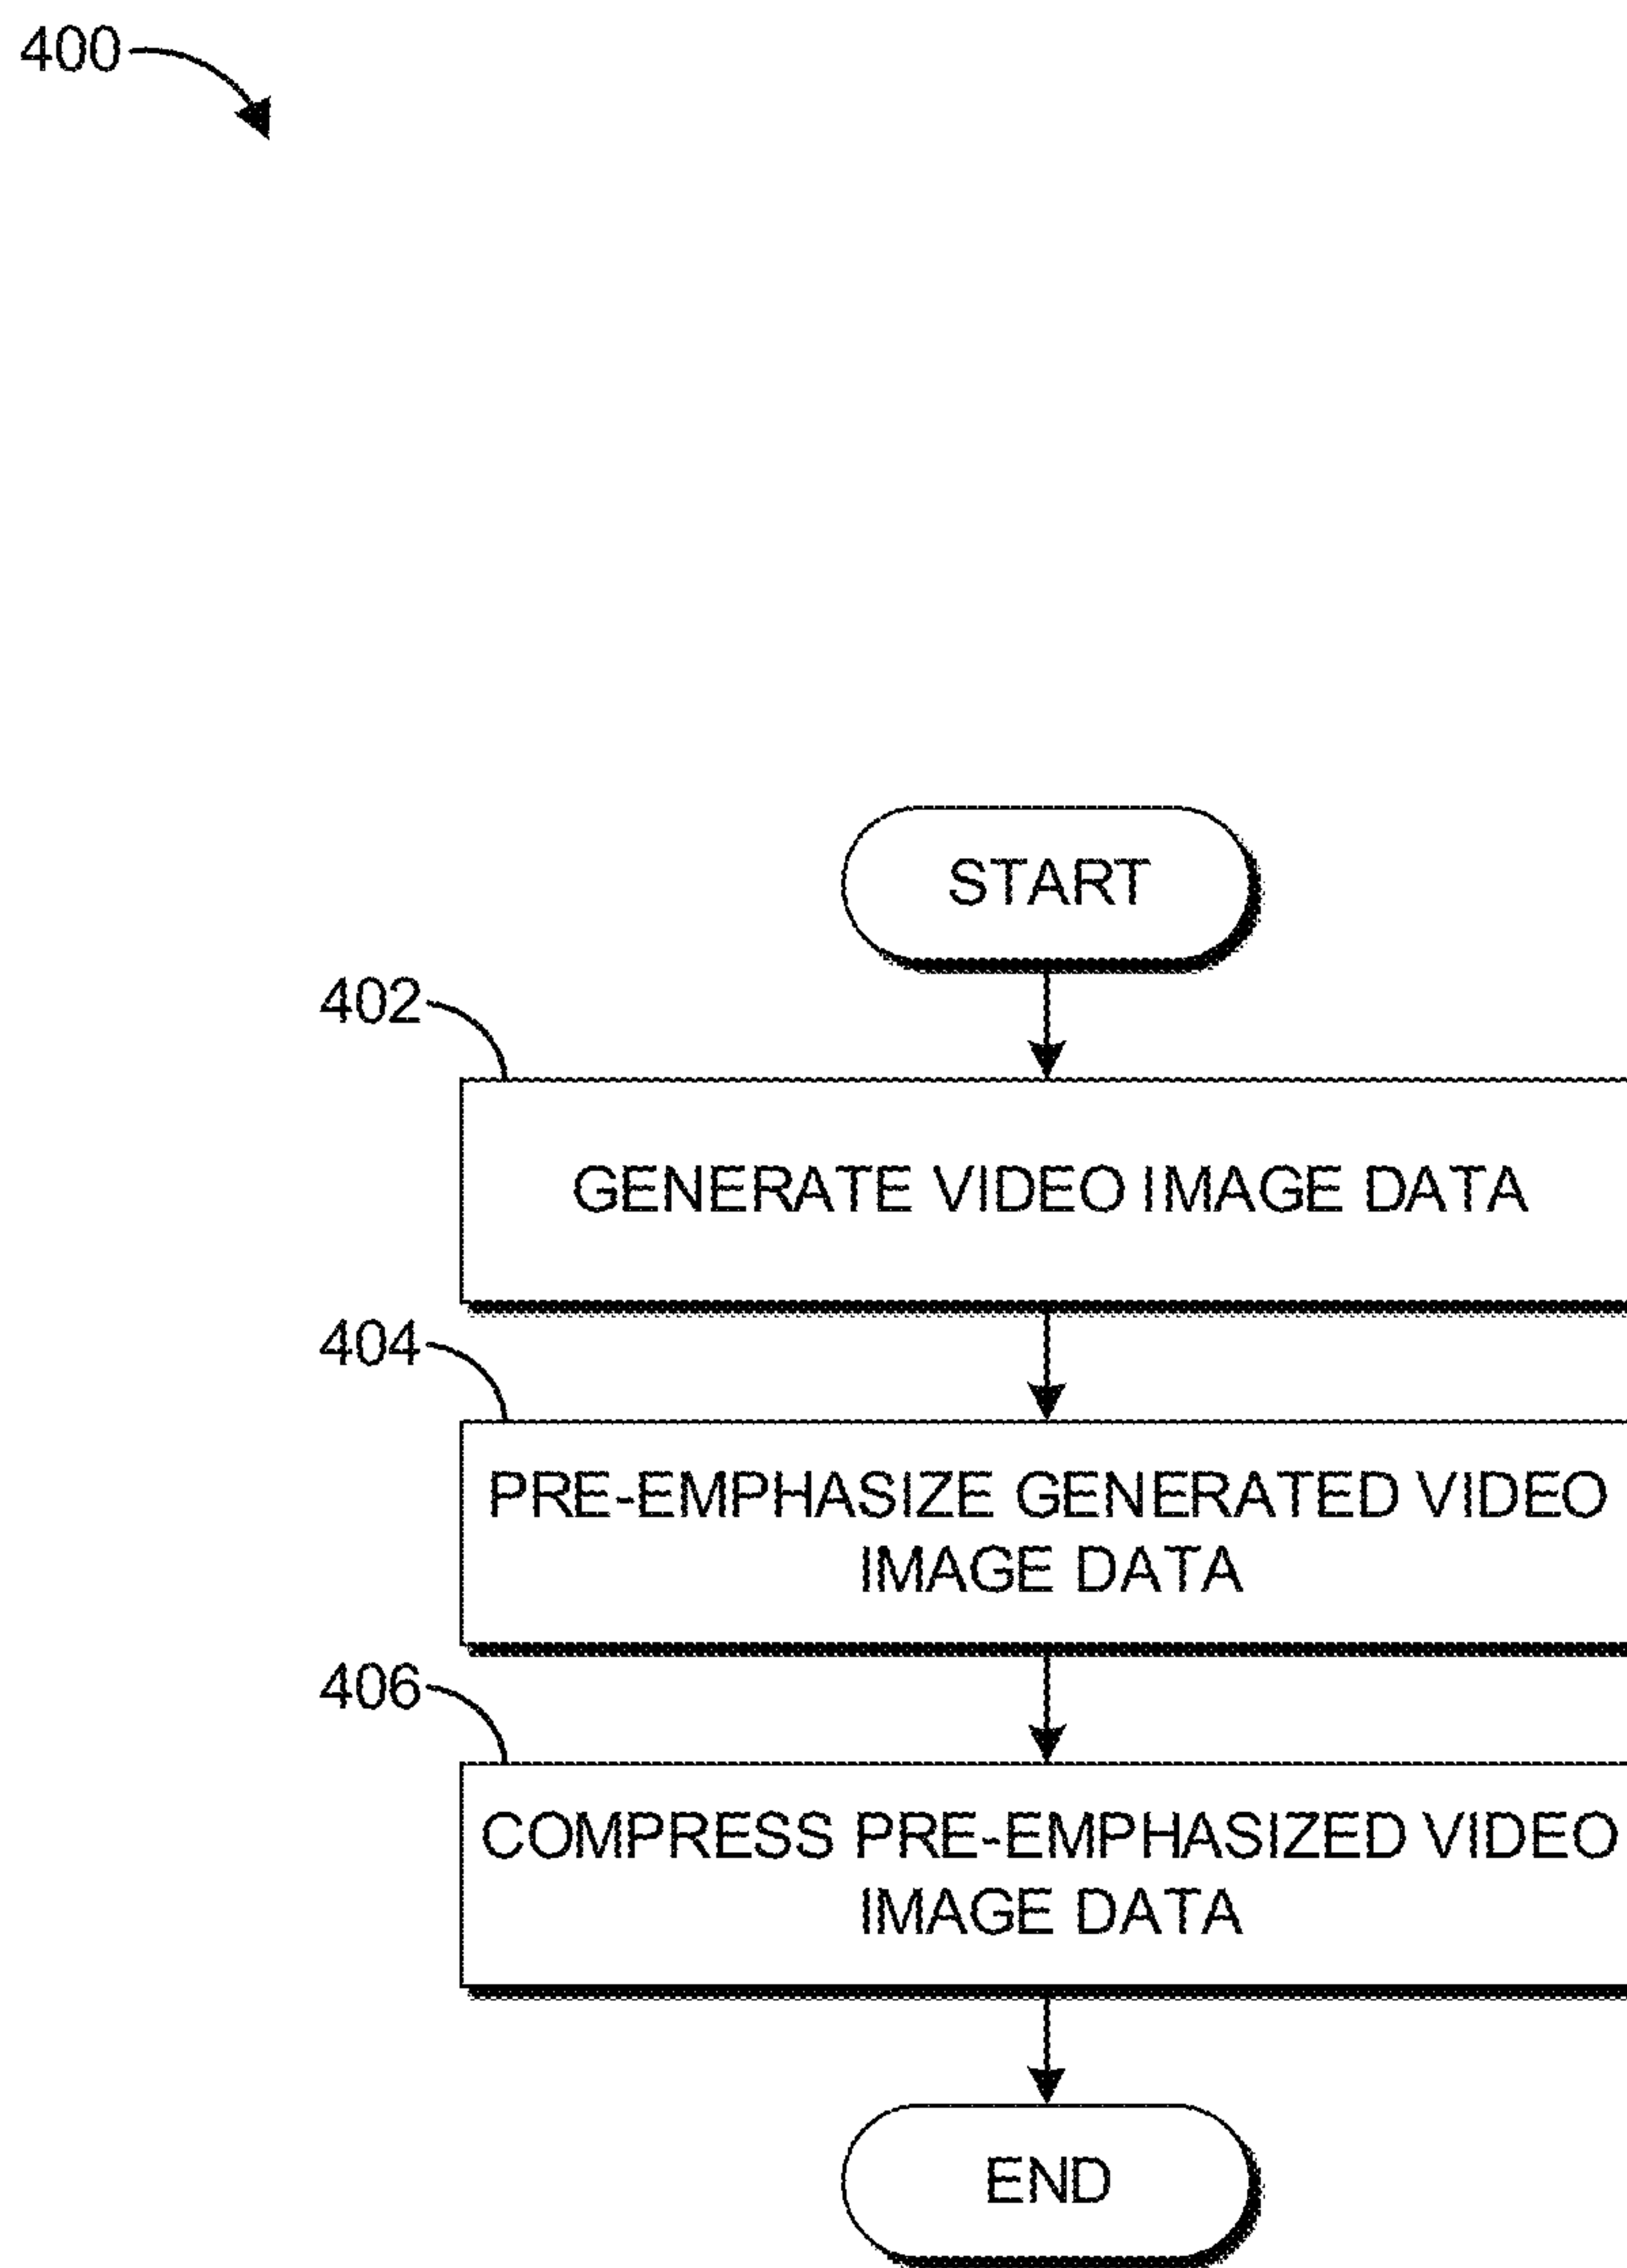 400
START
402
GENERATE VIDEO IMAGE DATA
404
PRE-EMPHASIZE GENERATED VIDEO
IMAGE DATA
406
COMPRESS PRE-EMPHASIZED VIDEO
IMAGE DATA
END